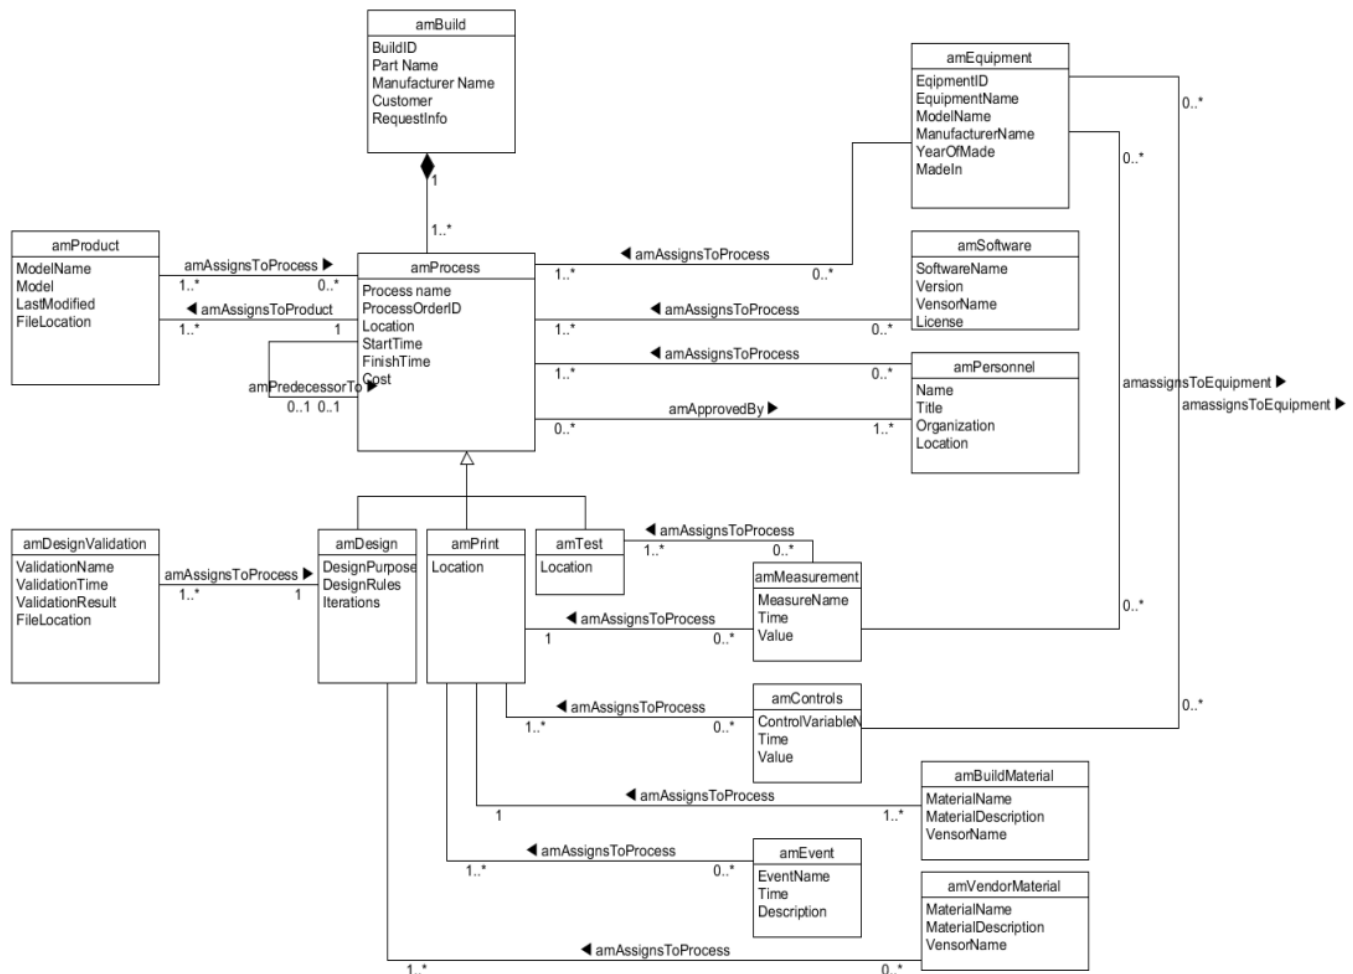 amBuild
BuildID
Part Name
Manufacturer Name
Customer
RequestInfo
1
1..*
amEquipment
EqipmentID
EquipmentName
ModelName
ManufacturerName
YearOfMade
MadeIn
0..*
0..*
amProduct
ModelName
Model
LastModified
FileLocation
amAssignsToProcess ▶
1..* 0..*
◀ amAssignsToProduct
1..* 1
amPredecessorTo ▶
0..1 0..1
amProcess
Process name
ProcessOrderID
Location
StartTime
FinishTime
Cost
◀ amAssignsToProcess
1..* 0..*
◀ amAssignsToProcess
1..* 0..*
◀ amAssignsToProcess
1..* 0..*
amApprovedBy ▶
0..* 1..*
amSoftware
SoftwareName
Version
VensorName
License
amPersonnel
Name
Title
Organization
Location
amassignsToEquipment ▶
amassignsToEquipment ▶
amDesignValidation
ValidationName
ValidationTime
ValidationResult
FileLocation
amAssignsToProcess ▶
1..* 1
amDesign
DesignPurpose
DesignRules
Iterations
amPrint
Location
amTest
Location
◀ amAssignsToProcess
1..* 0..*
amMeasurement
MeasureName
Time
Value
◀ amAssignsToProcess
1 0..*
0..*
amControls
ControlVariableN
Time
Value
◀ amAssignsToProcess
1..* 0..*
0..*
amBuildMaterial
MaterialName
MaterialDescription
VensorName
◀ amAssignsToProcess
1 1..*
amEvent
EventName
Time
Description
◀ amAssignsToProcess
1..* 0..*
amVendorMaterial
MaterialName
MaterialDescription
VensorName
◀ amAssignsToProcess
1..* 0..*